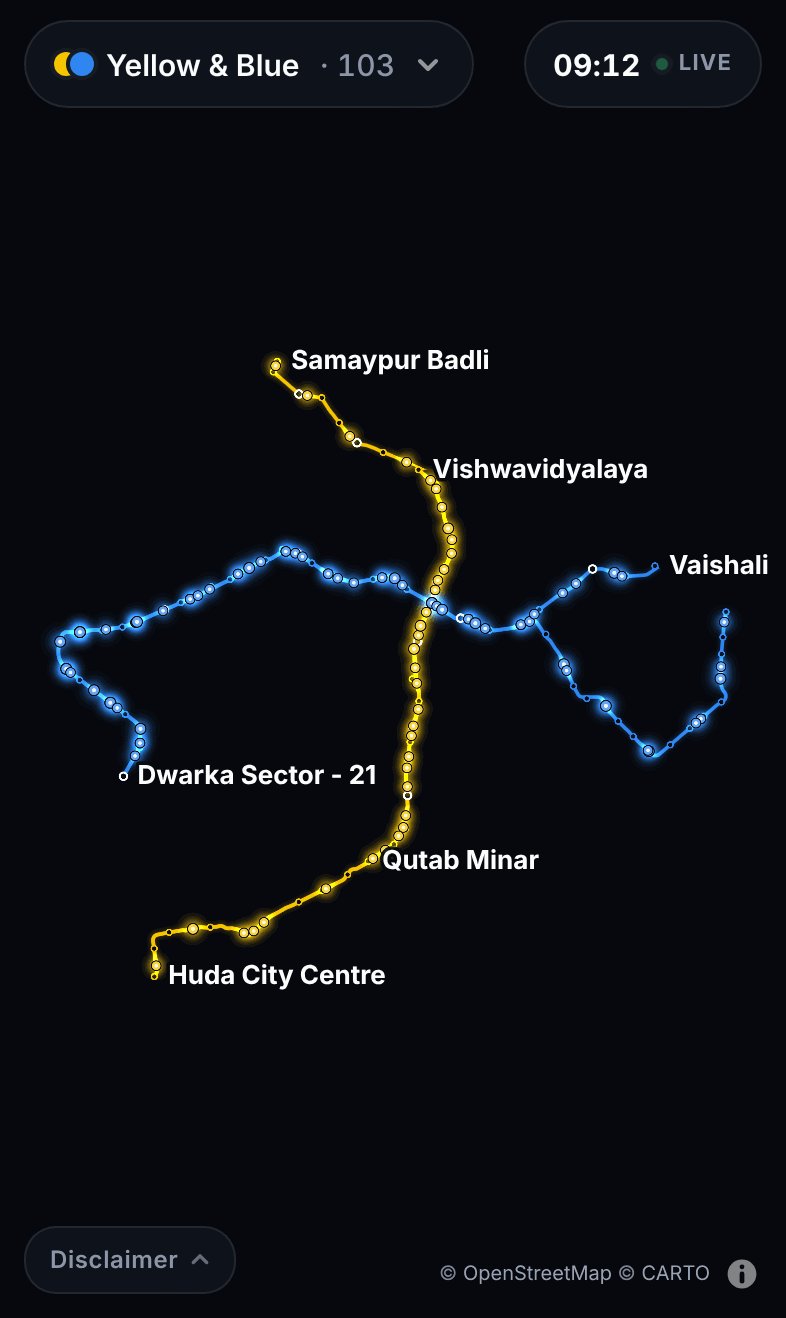 Yellow & Blue · 103
09:12 LIVE
Samaypur Badli
Vishwavidyalaya
Vaishali
Dwarka Sector - 21
Qutab Minar
Huda City Centre
Disclaimer
© OpenStreetMap © CARTO